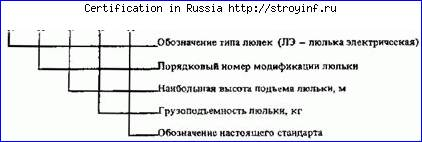 Certification in Russia http://stroyinf.ru
Обозначение типа люлек (ЛЭ – люлька электрическая)
Порядковый номер модификации люльки
Наибольшая высота подъема люльки, м
Грузоподъемность люльки, кг
Обозначение настоящего стандарта